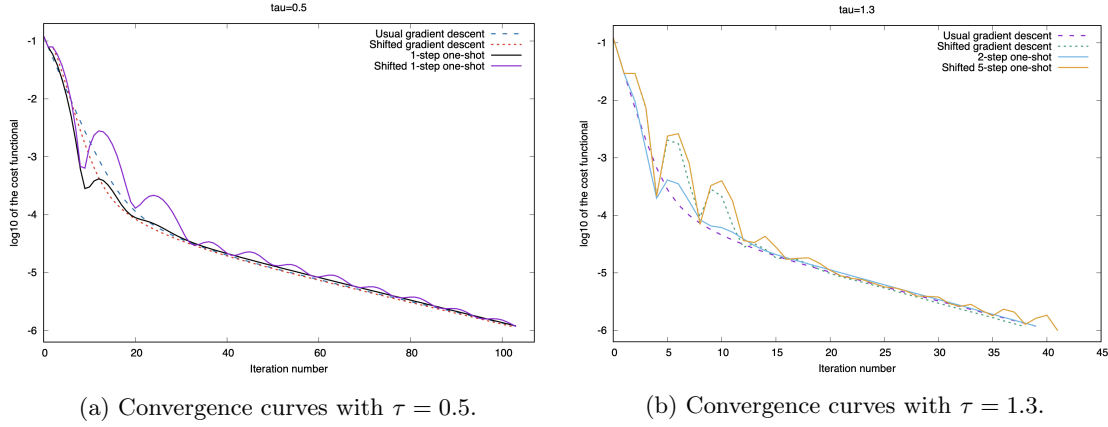 tau=0.5
Usual gradient descent
Shifted gradient descent
1-step one-shot
Shifted 1-step one-shot
log10 of the cost functional
-1
-2
-3
-4
-5
-6
0 20 40 60 80 100
Iteration number
(a) Convergence curves with τ = 0.5.
tau=1.3
Usual gradient descent
Shifted gradient descent
2-step one-shot
Shifted 5-step one-shot
log10 of the cost functional
-1
-2
-3
-4
-5
-6
0 5 10 15 20 25 30 35 40 45
Iteration number
(b) Convergence curves with τ = 1.3.